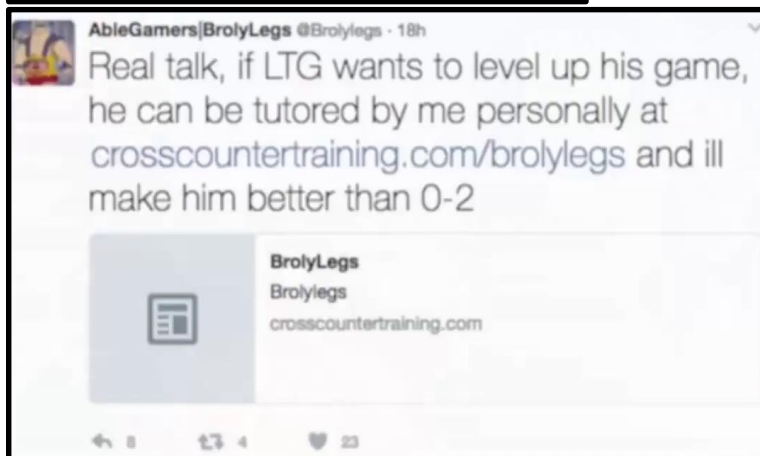 AbleGamers|BrolyLegs @Brolylegs · 18h
Real talk, if LTG wants to level up his game,
he can be tutored by me personally at
crosscountertraining.com/brolylegs and ill
make him better than 0-2
BrolyLegs
Brolylegs
crosscountertraining.com
8 4 23